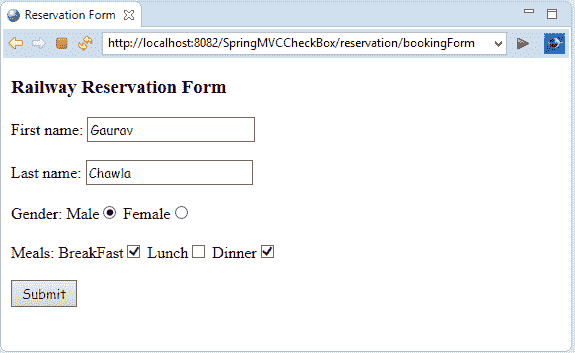 Reservation Form
http://localhost:8082/SpringMVCCheckBox/reservation/bookingForm
Railway Reservation Form
First name: Gaurav
Last name: Chawla
Gender: Male Female
Meals: BreakFast Lunch Dinner
Submit